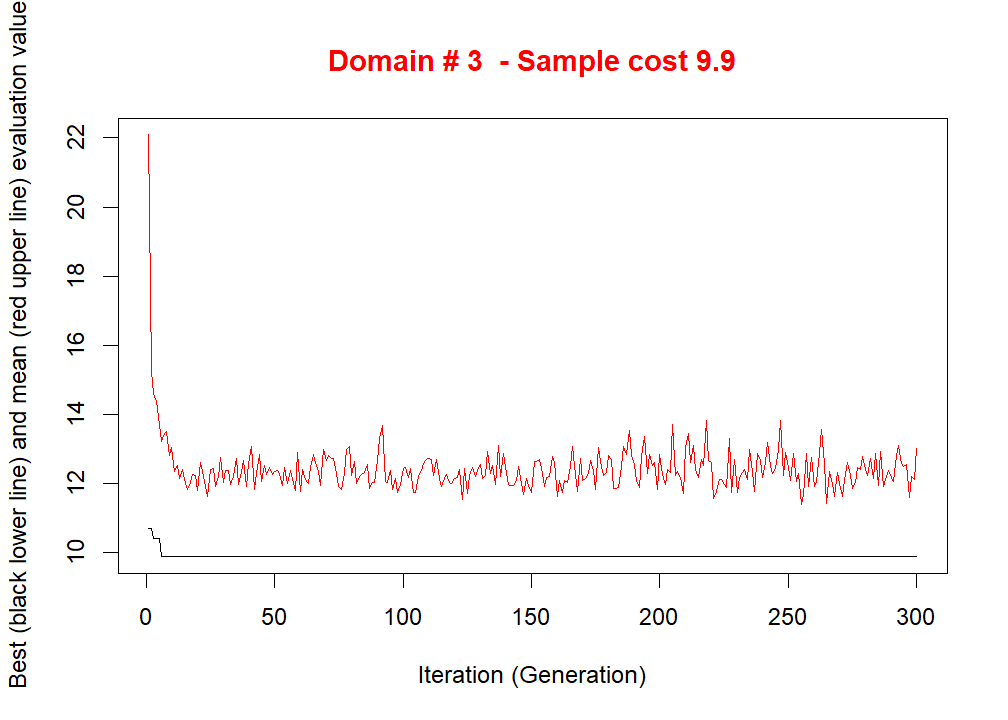 Domain # 3  - Sample cost 9.9
Best (black lower line) and mean (red upper line) evaluation value
22
20
18
16
14
12
10
0 50 100 150 200 250 300
Iteration (Generation)